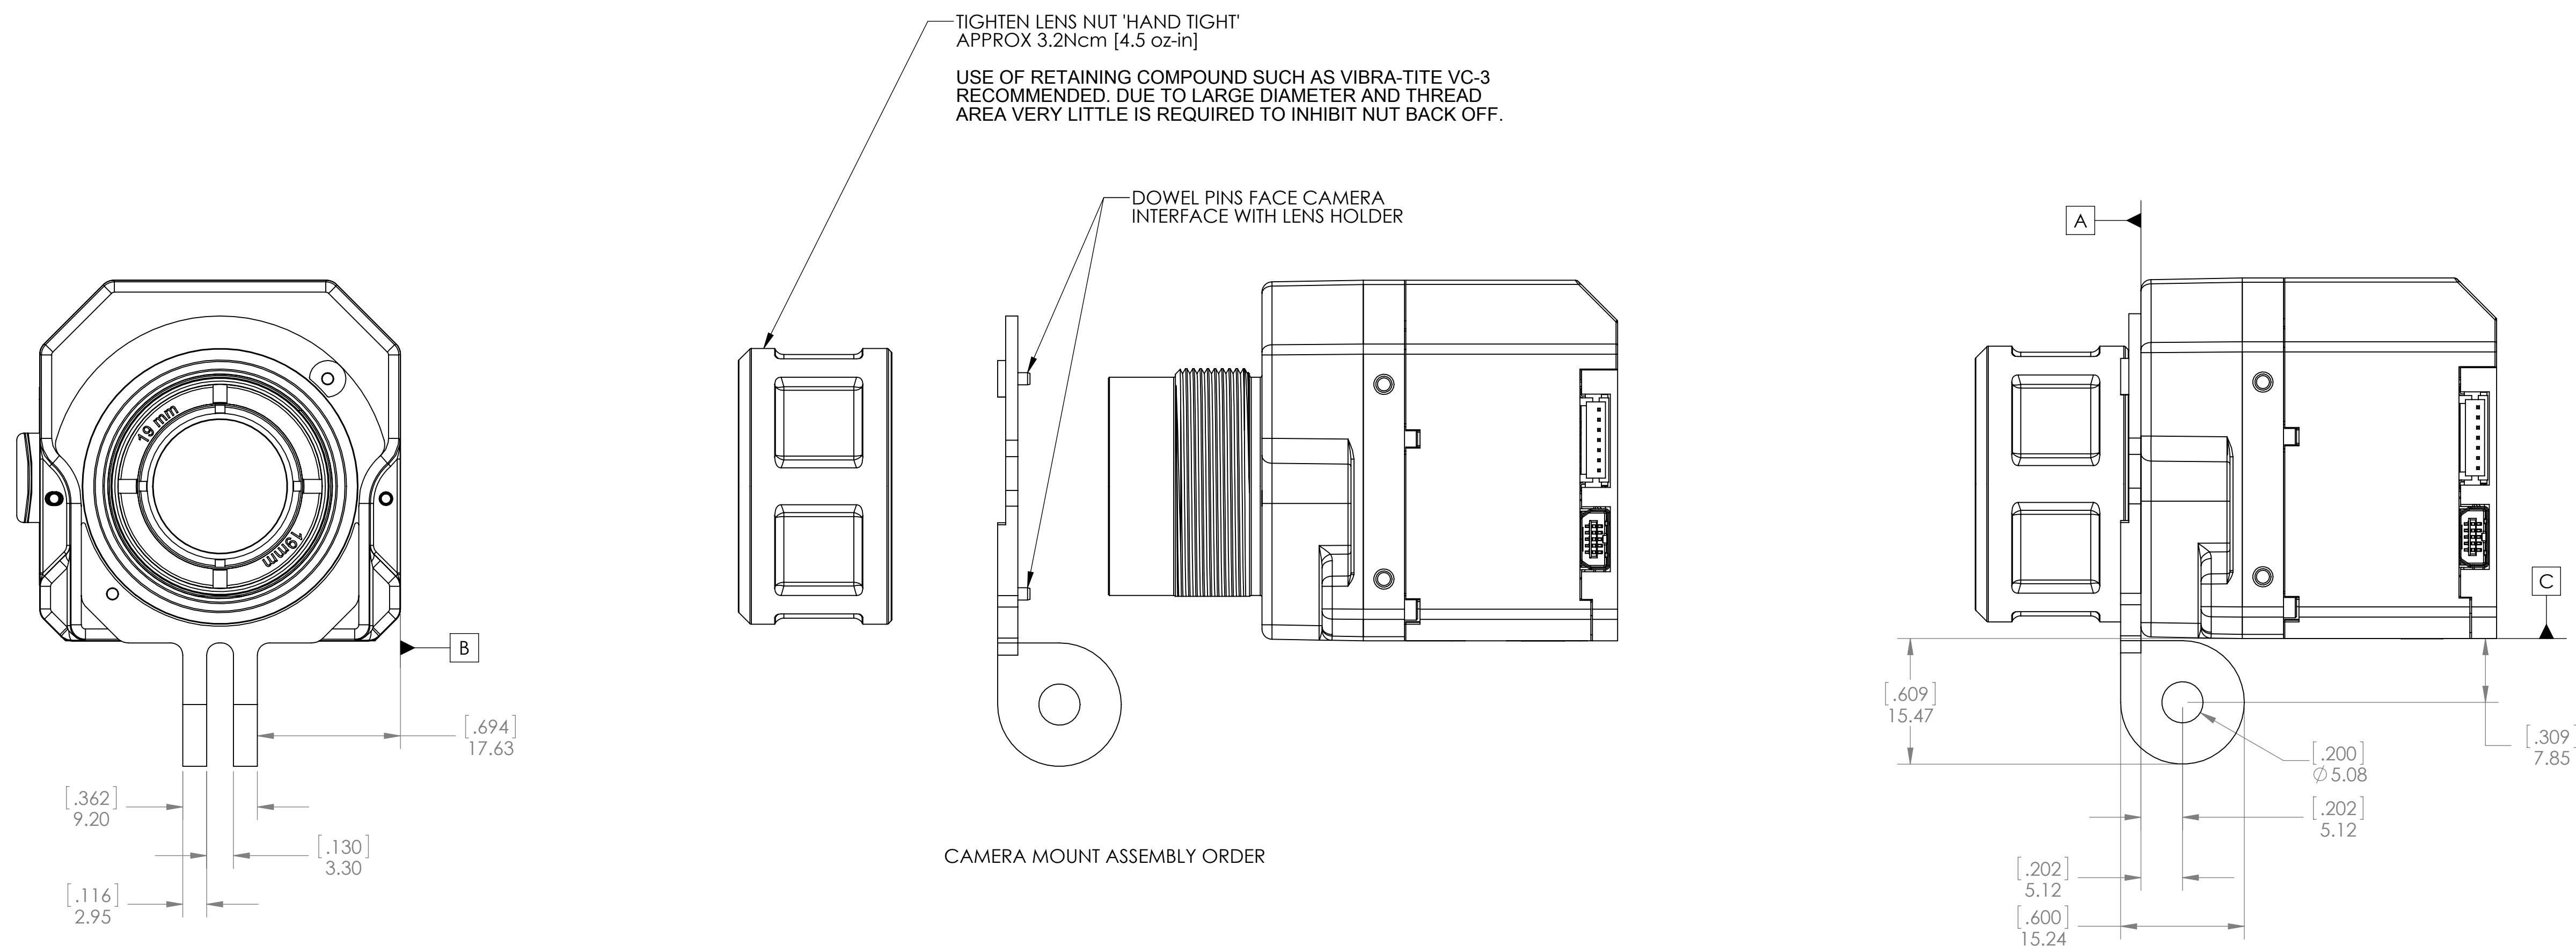 TIGHTEN LENS NUT 'HAND TIGHT'
APPROX 3.2Ncm [4.5 oz-in]
USE OF RETAINING COMPOUND SUCH AS VIBRA-TITE VC-3
RECOMMENDED. DUE TO LARGE DIAMETER AND THREAD
AREA VERY LITTLE IS REQUIRED TO INHIBIT NUT BACK OFF.
DOWEL PINS FACE CAMERA
INTERFACE WITH LENS HOLDER
A
19 mm
19mm
B
C
[.694]
17.63
[.362]
9.20
[.130]
3.30
[.116]
2.95
CAMERA MOUNT ASSEMBLY ORDER
[.609]
15.47
[.309]
7.85
[.200]
Ø5.08
[.202]
5.12
[.202]
5.12
[.600]
15.24